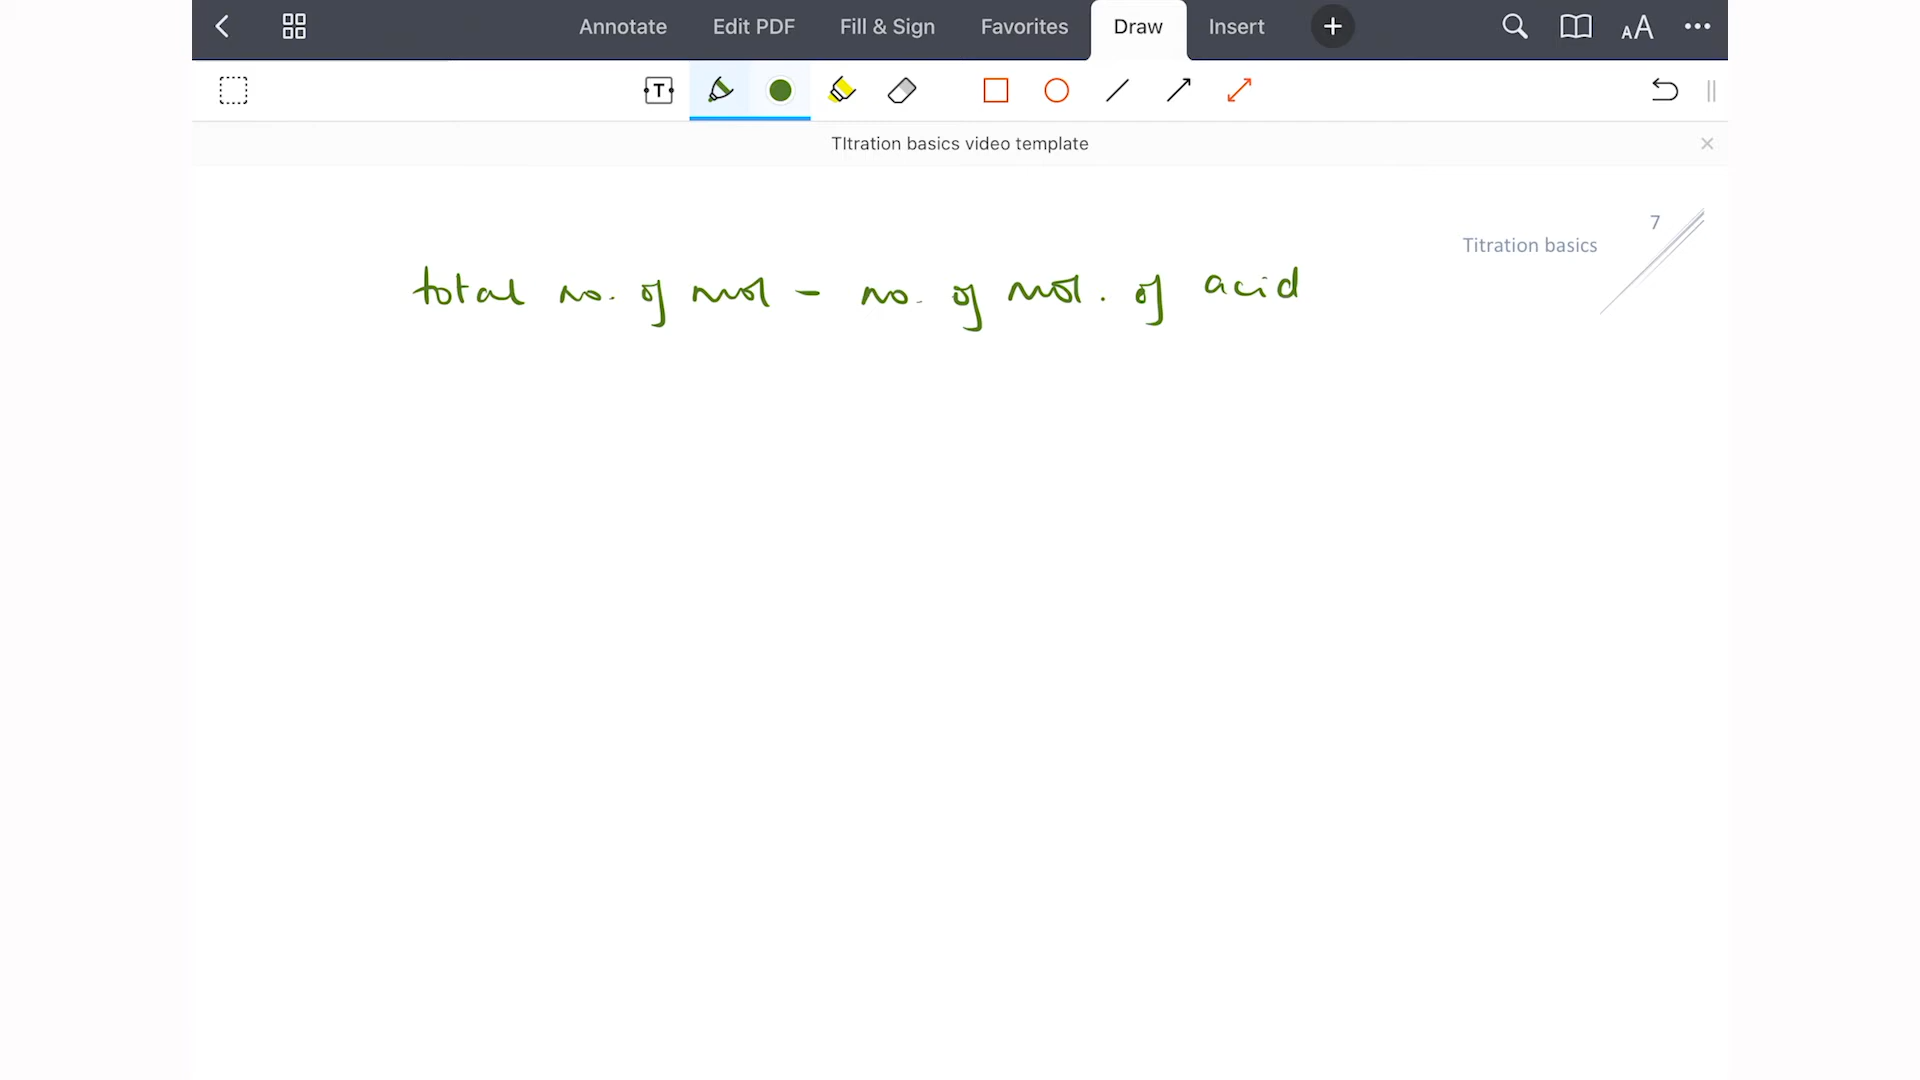 Annotate Edit PDF Fill & Sign Favorites Draw Insert AA
T
TItration basics video template
7
Titration basics
total no. of mol - no. of mol. of acid